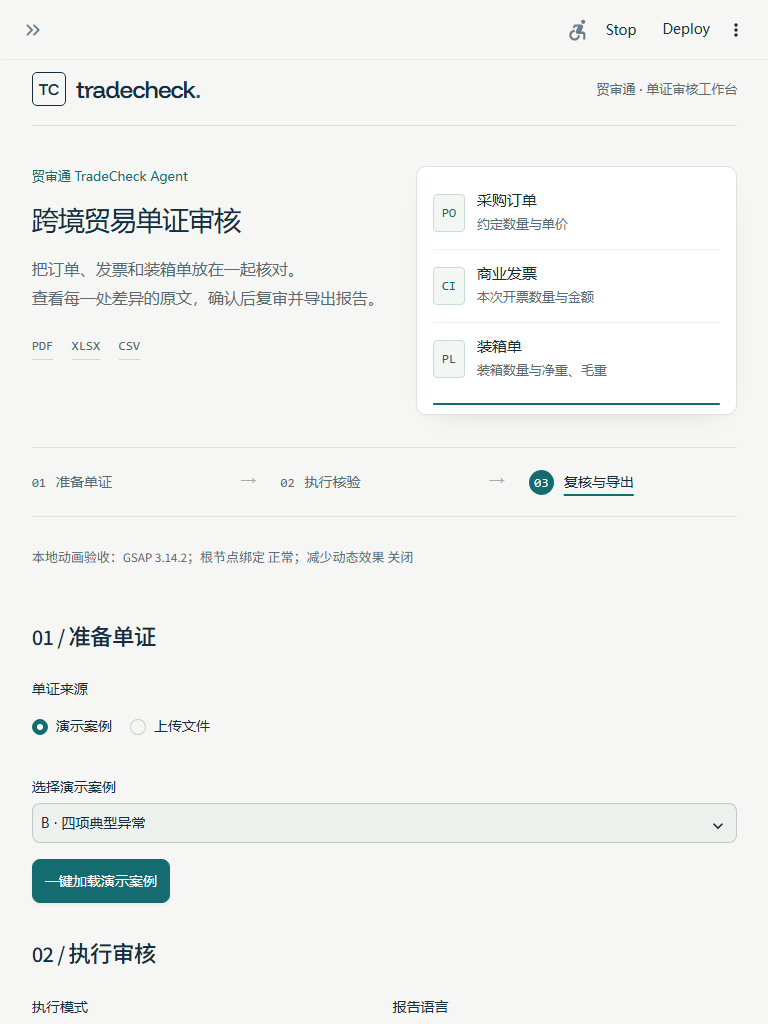 Stop
Deploy
TC
tradecheck.
贸审通 · 单证审核工作台
贸审通 TradeCheck Agent
跨境贸易单证审核
把订单、发票和装箱单放在一起核对。
查看每一处差异的原文，确认后复审并导出报告。
PDF XLSX CSV
PO
采购订单
约定数量与单价
CI
商业发票
本次开票数量与金额
PL
装箱单
装箱数量与净重、毛重
01 准备单证 → 02 执行核验 → 03 复核与导出
本地动画验收：GSAP 3.14.2；根节点绑定 正常；减少动态效果 关闭
01 / 准备单证
单证来源
演示案例 上传文件
选择演示案例
B · 四项典型异常
一键加载演示案例
02 / 执行审核
执行模式 报告语言